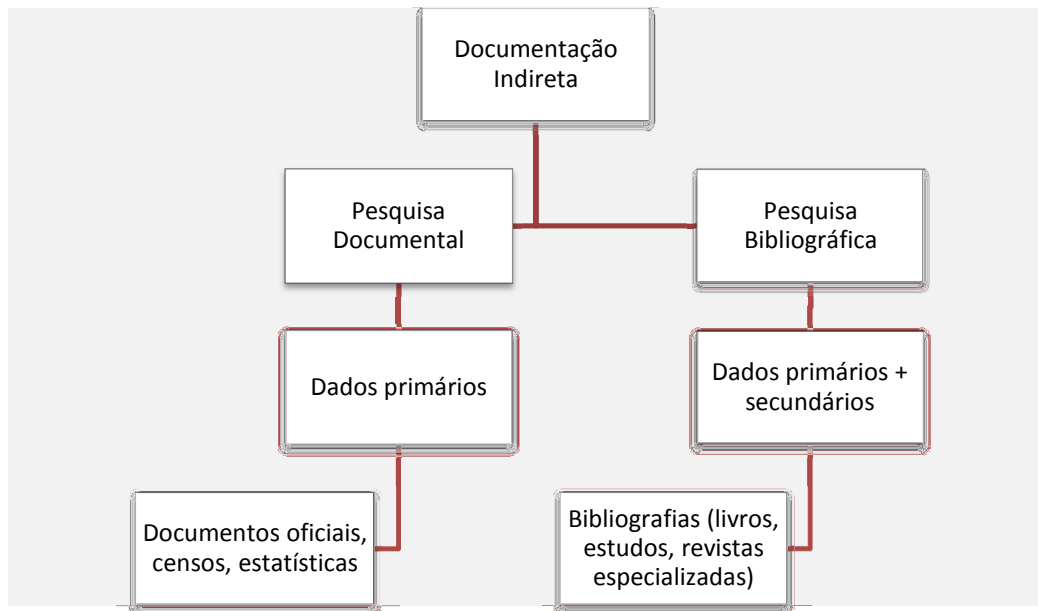 Documentação
Indireta
Pesquisa
Documental
Pesquisa
Bibliográfica
Dados primários
Dados primários +
secundários
Documentos oficiais,
censos, estatísticas
Bibliografias (livros,
estudos, revistas
especializadas)